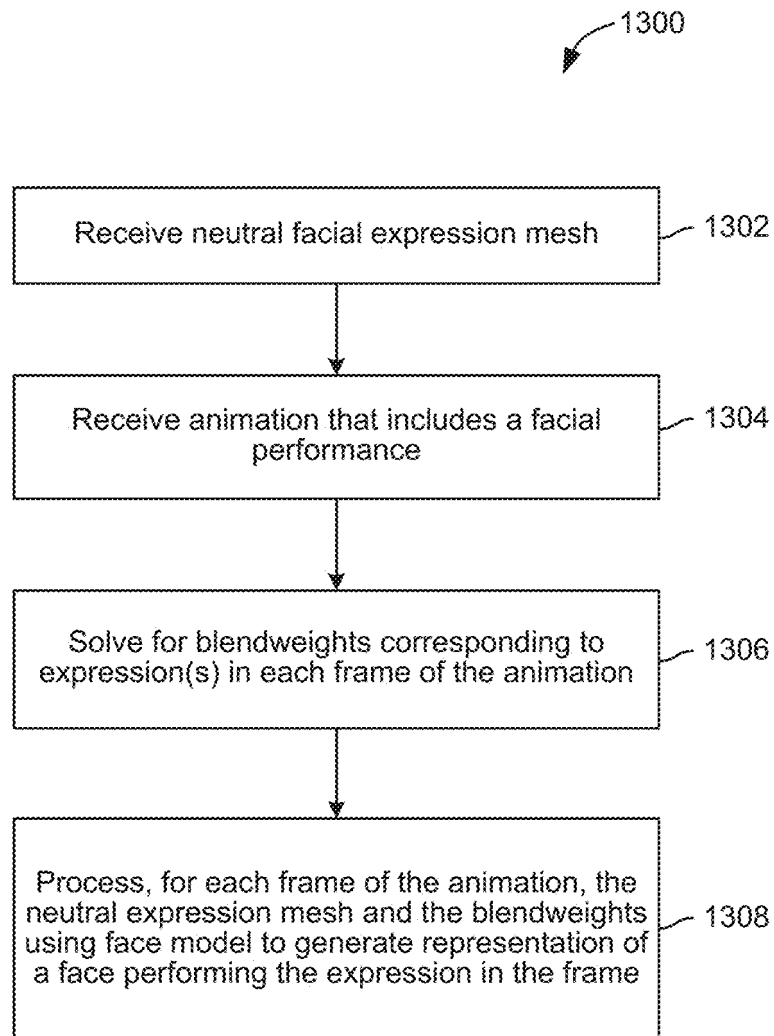 1300
Receive neutral facial expression mesh
1302
Receive animation that includes a facial
performance
1304
Solve for blendweights corresponding to
expression(s) in each frame of the animation
1306
Process, for each frame of the animation, the
neutral expression mesh and the blendweights
using face model to generate representation of
a face performing the expression in the frame
1308